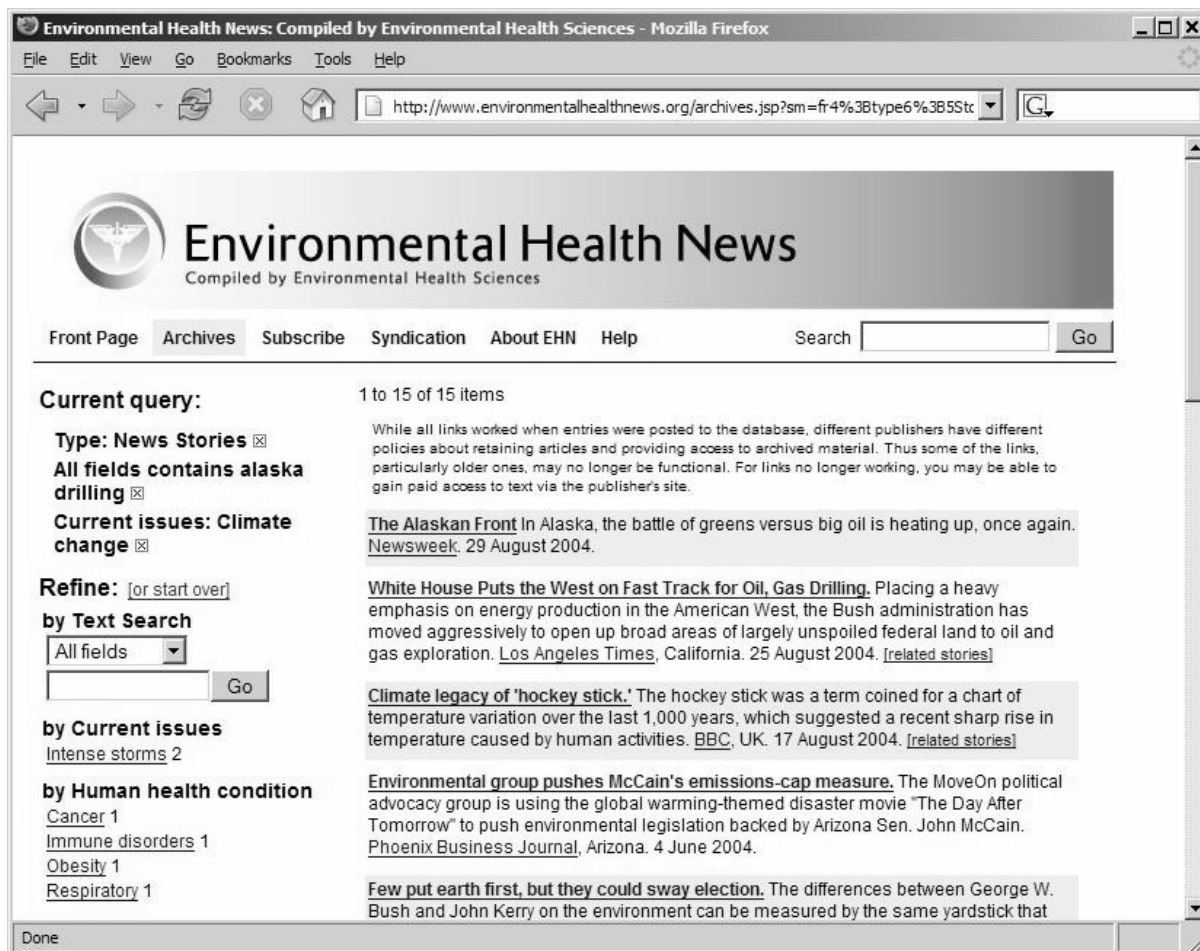 Environmental Health News: Compiled by Environmental Health Sciences - Mozilla Firefox
File Edit View Go Bookmarks Tools Help
http://www.environmentalhealthnews.org/archives.jsp?sm=fr4%3Btype6%3B5Stc
G
Environmental Health News
Compiled by Environmental Health Sciences
Front Page Archives Subscribe Syndication About EHN Help Search Go
Current query:
Type: News Stories
All fields contains alaska
drilling
Current issues: Climate
change
Refine: [or start over]
by Text Search
All fields
Go
by Current issues
Intense storms 2
by Human health condition
Cancer 1
Immune disorders 1
Obesity 1
Respiratory 1
1 to 15 of 15 items
While all links worked when entries were posted to the database, different publishers have different
policies about retaining articles and providing access to archived material. Thus some of the links,
particularly older ones, may no longer be functional. For links no longer working, you may be able to
gain paid access to text via the publisher's site.
The Alaskan Front In Alaska, the battle of greens versus big oil is heating up, once again.
Newsweek. 29 August 2004.
White House Puts the West on Fast Track for Oil, Gas Drilling. Placing a heavy
emphasis on energy production in the American West, the Bush administration has
moved aggressively to open up broad areas of largely unspoiled federal land to oil and
gas exploration. Los Angeles Times, California. 25 August 2004. [related stories]
Climate legacy of 'hockey stick.' The hockey stick was a term coined for a chart of
temperature variation over the last 1,000 years, which suggested a recent sharp rise in
temperature caused by human activities. BBC, UK. 17 August 2004. [related stories]
Environmental group pushes McCain's emissions-cap measure. The MoveOn political
advocacy group is using the global warming-themed disaster movie "The Day After
Tomorrow" to push environmental legislation backed by Arizona Sen. John McCain.
Phoenix Business Journal, Arizona. 4 June 2004.
Few put earth first, but they could sway election. The differences between George W.
Bush and John Kerry on the environment can be measured by the same yardstick that
Done